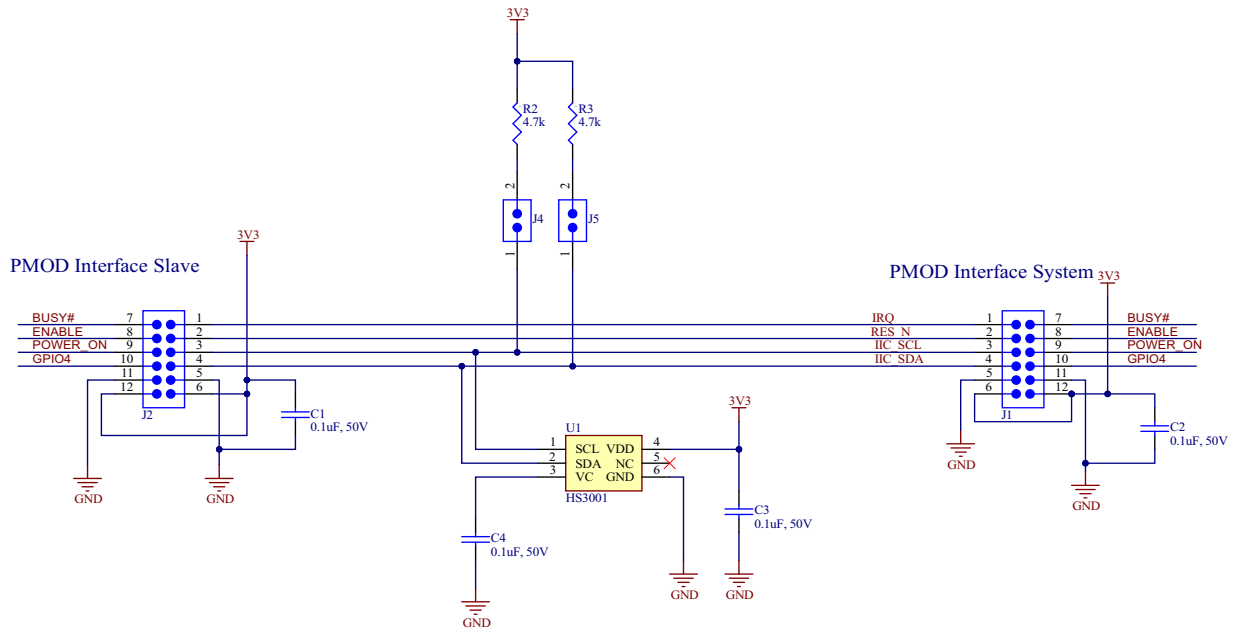 3V3
R2
4.7k
R3
4.7k
2
2
J4
J5
1
1
3V3
PMOD Interface Slave
PMOD Interface System
3V3
BUSY#
7
1
IRQ
1
7
BUSY#
ENABLE
8
2
RES_N
2
8
ENABLE
POWER_ON
9
3
IIC_SCL
3
9
POWER_ON
GPIO4
10
4
IIC_SDA
4
10
GPIO4
11
5
5
11
12
6
6
12
J2
J1
C1
0.1uF, 50V
C2
0.1uF, 50V
3V3
U1
1
SCL
VDD
4
2
SDA
NC
5
3
VC
GND
6
HS3001
GND
GND
GND
GND
C3
0.1uF, 50V
C4
0.1uF, 50V
GND
GND
GND